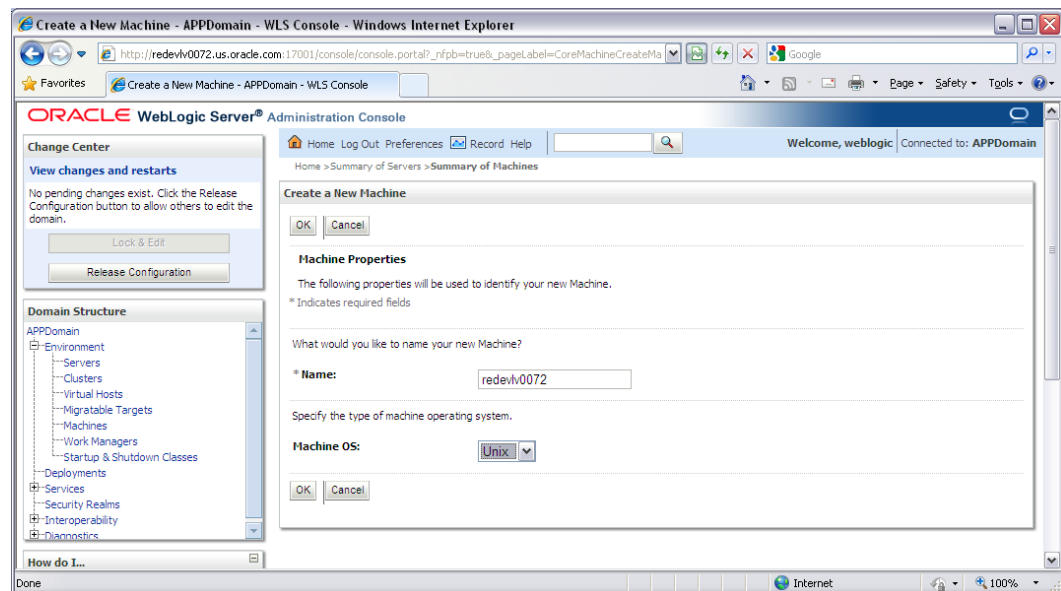 Create a New Machine - APPDomain - WLS Console - Windows Internet Explorer
http://redevlv0072.us.oracle.com:17001/console/console.portal?_nfpb=true&_pageLabel=CoreMachineCreateMa
Google
Favorites
Create a New Machine - APPDomain - WLS Console
Page
Safety
Tools
ORACLE WebLogic Server® Administration Console
Change Center
View changes and restarts
No pending changes exist. Click the Release
Configuration button to allow others to edit the
domain.
Lock & Edit
Release Configuration
Domain Structure
APPDomain
Environment
Servers
Clusters
Virtual Hosts
Migratable Targets
Machines
Work Managers
Startup & Shutdown Classes
Deployments
Services
Security Realms
Interoperability
Diagnostics
How do I...
Home Log Out Preferences Record Help
Welcome, weblogic
Connected to: APPDomain
Home >Summary of Servers >Summary of Machines
Create a New Machine
OK Cancel
Machine Properties
The following properties will be used to identify your new Machine.
* Indicates required fields
What would you like to name your new Machine?
* Name: redevlv0072
Specify the type of machine operating system.
Machine OS: Unix
OK Cancel
Done
Internet
100%